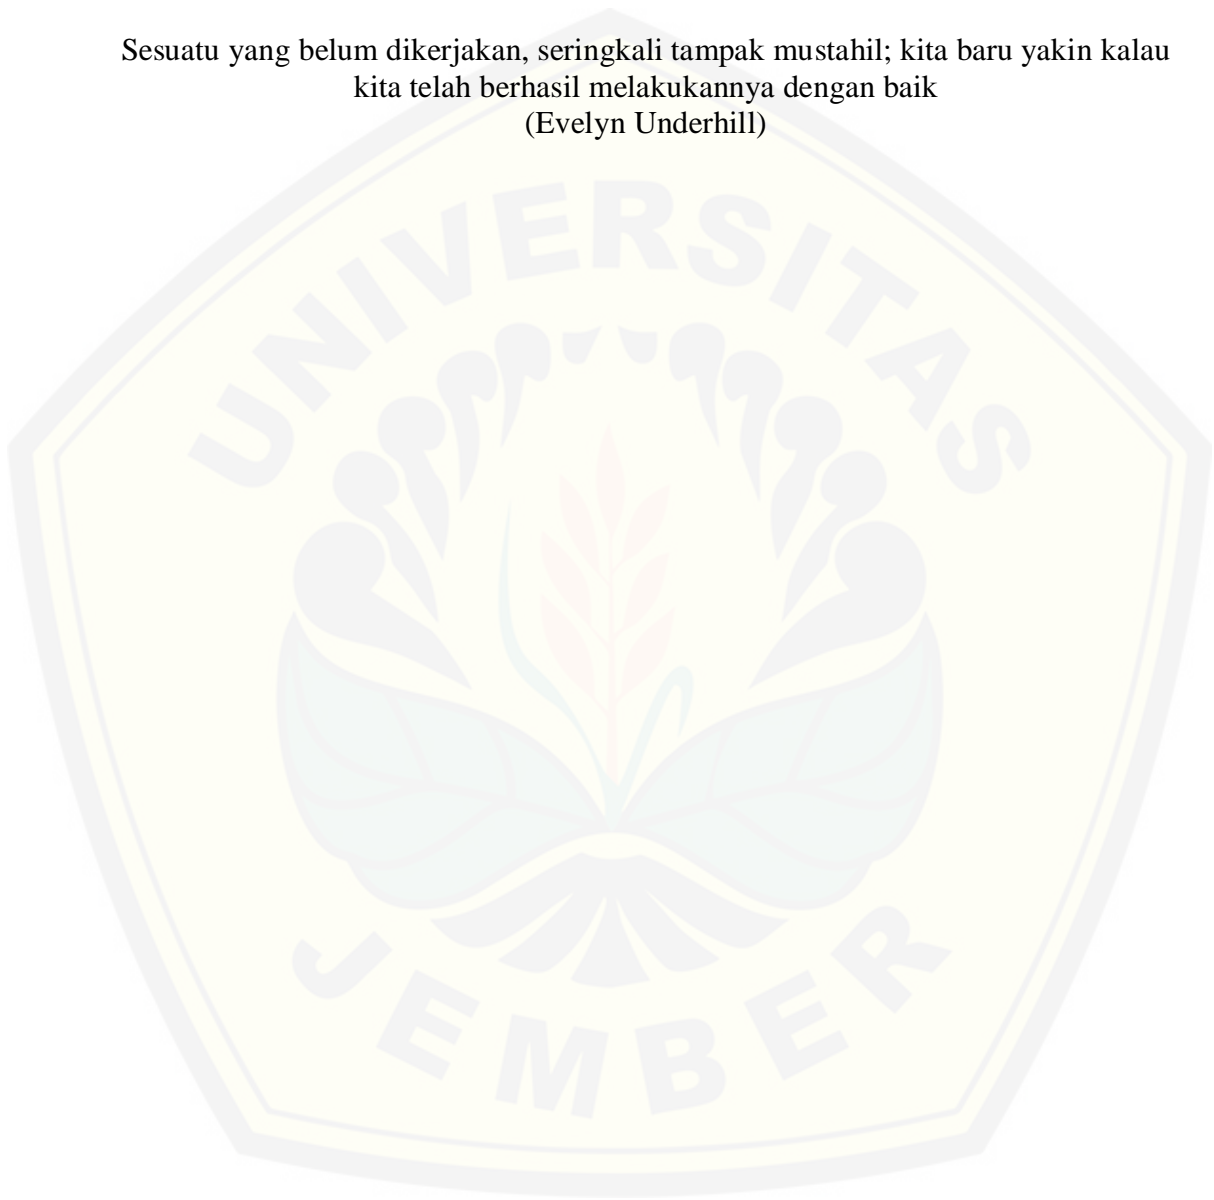 Sesuatu yang belum dikerjakan, seringkali tampak mustahil; kita baru yakin kalau
kita telah berhasil melakukannya dengan baik
(Evelyn Underhill)
UNIVERSITAS
JEMBER